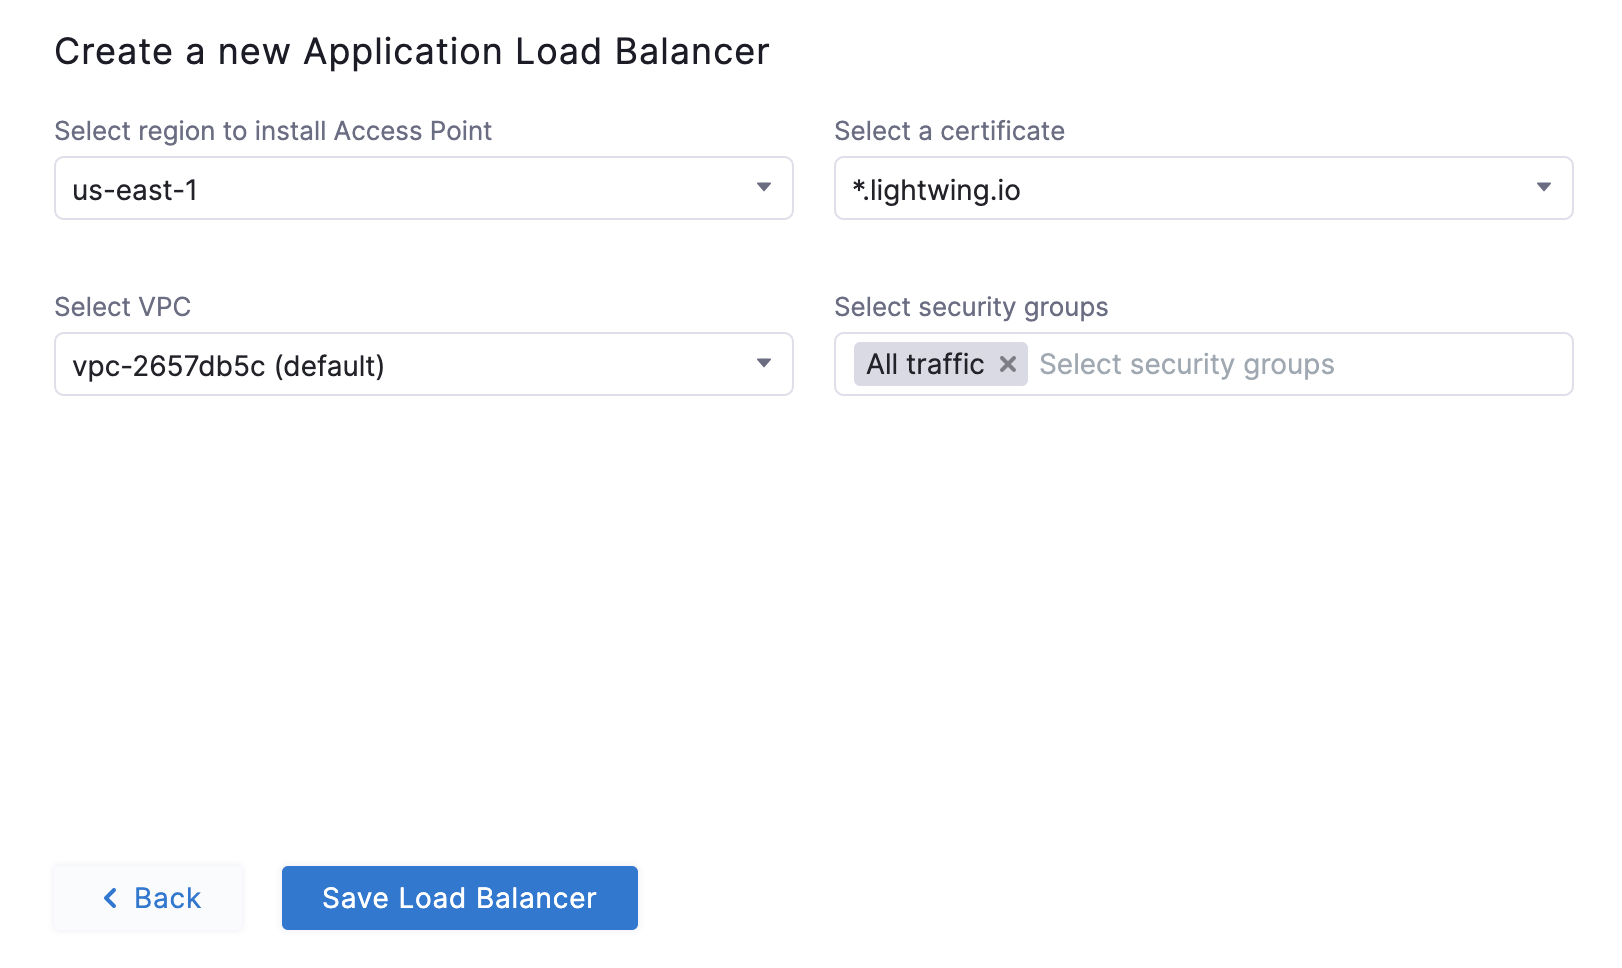 Create a new Application Load Balancer
Select region to install Access Point
us-east-1
Select a certificate
*.lightwing.io
Select VPC
vpc-2657db5c (default)
Select security groups
All traffic Select security groups
Back
Save Load Balancer